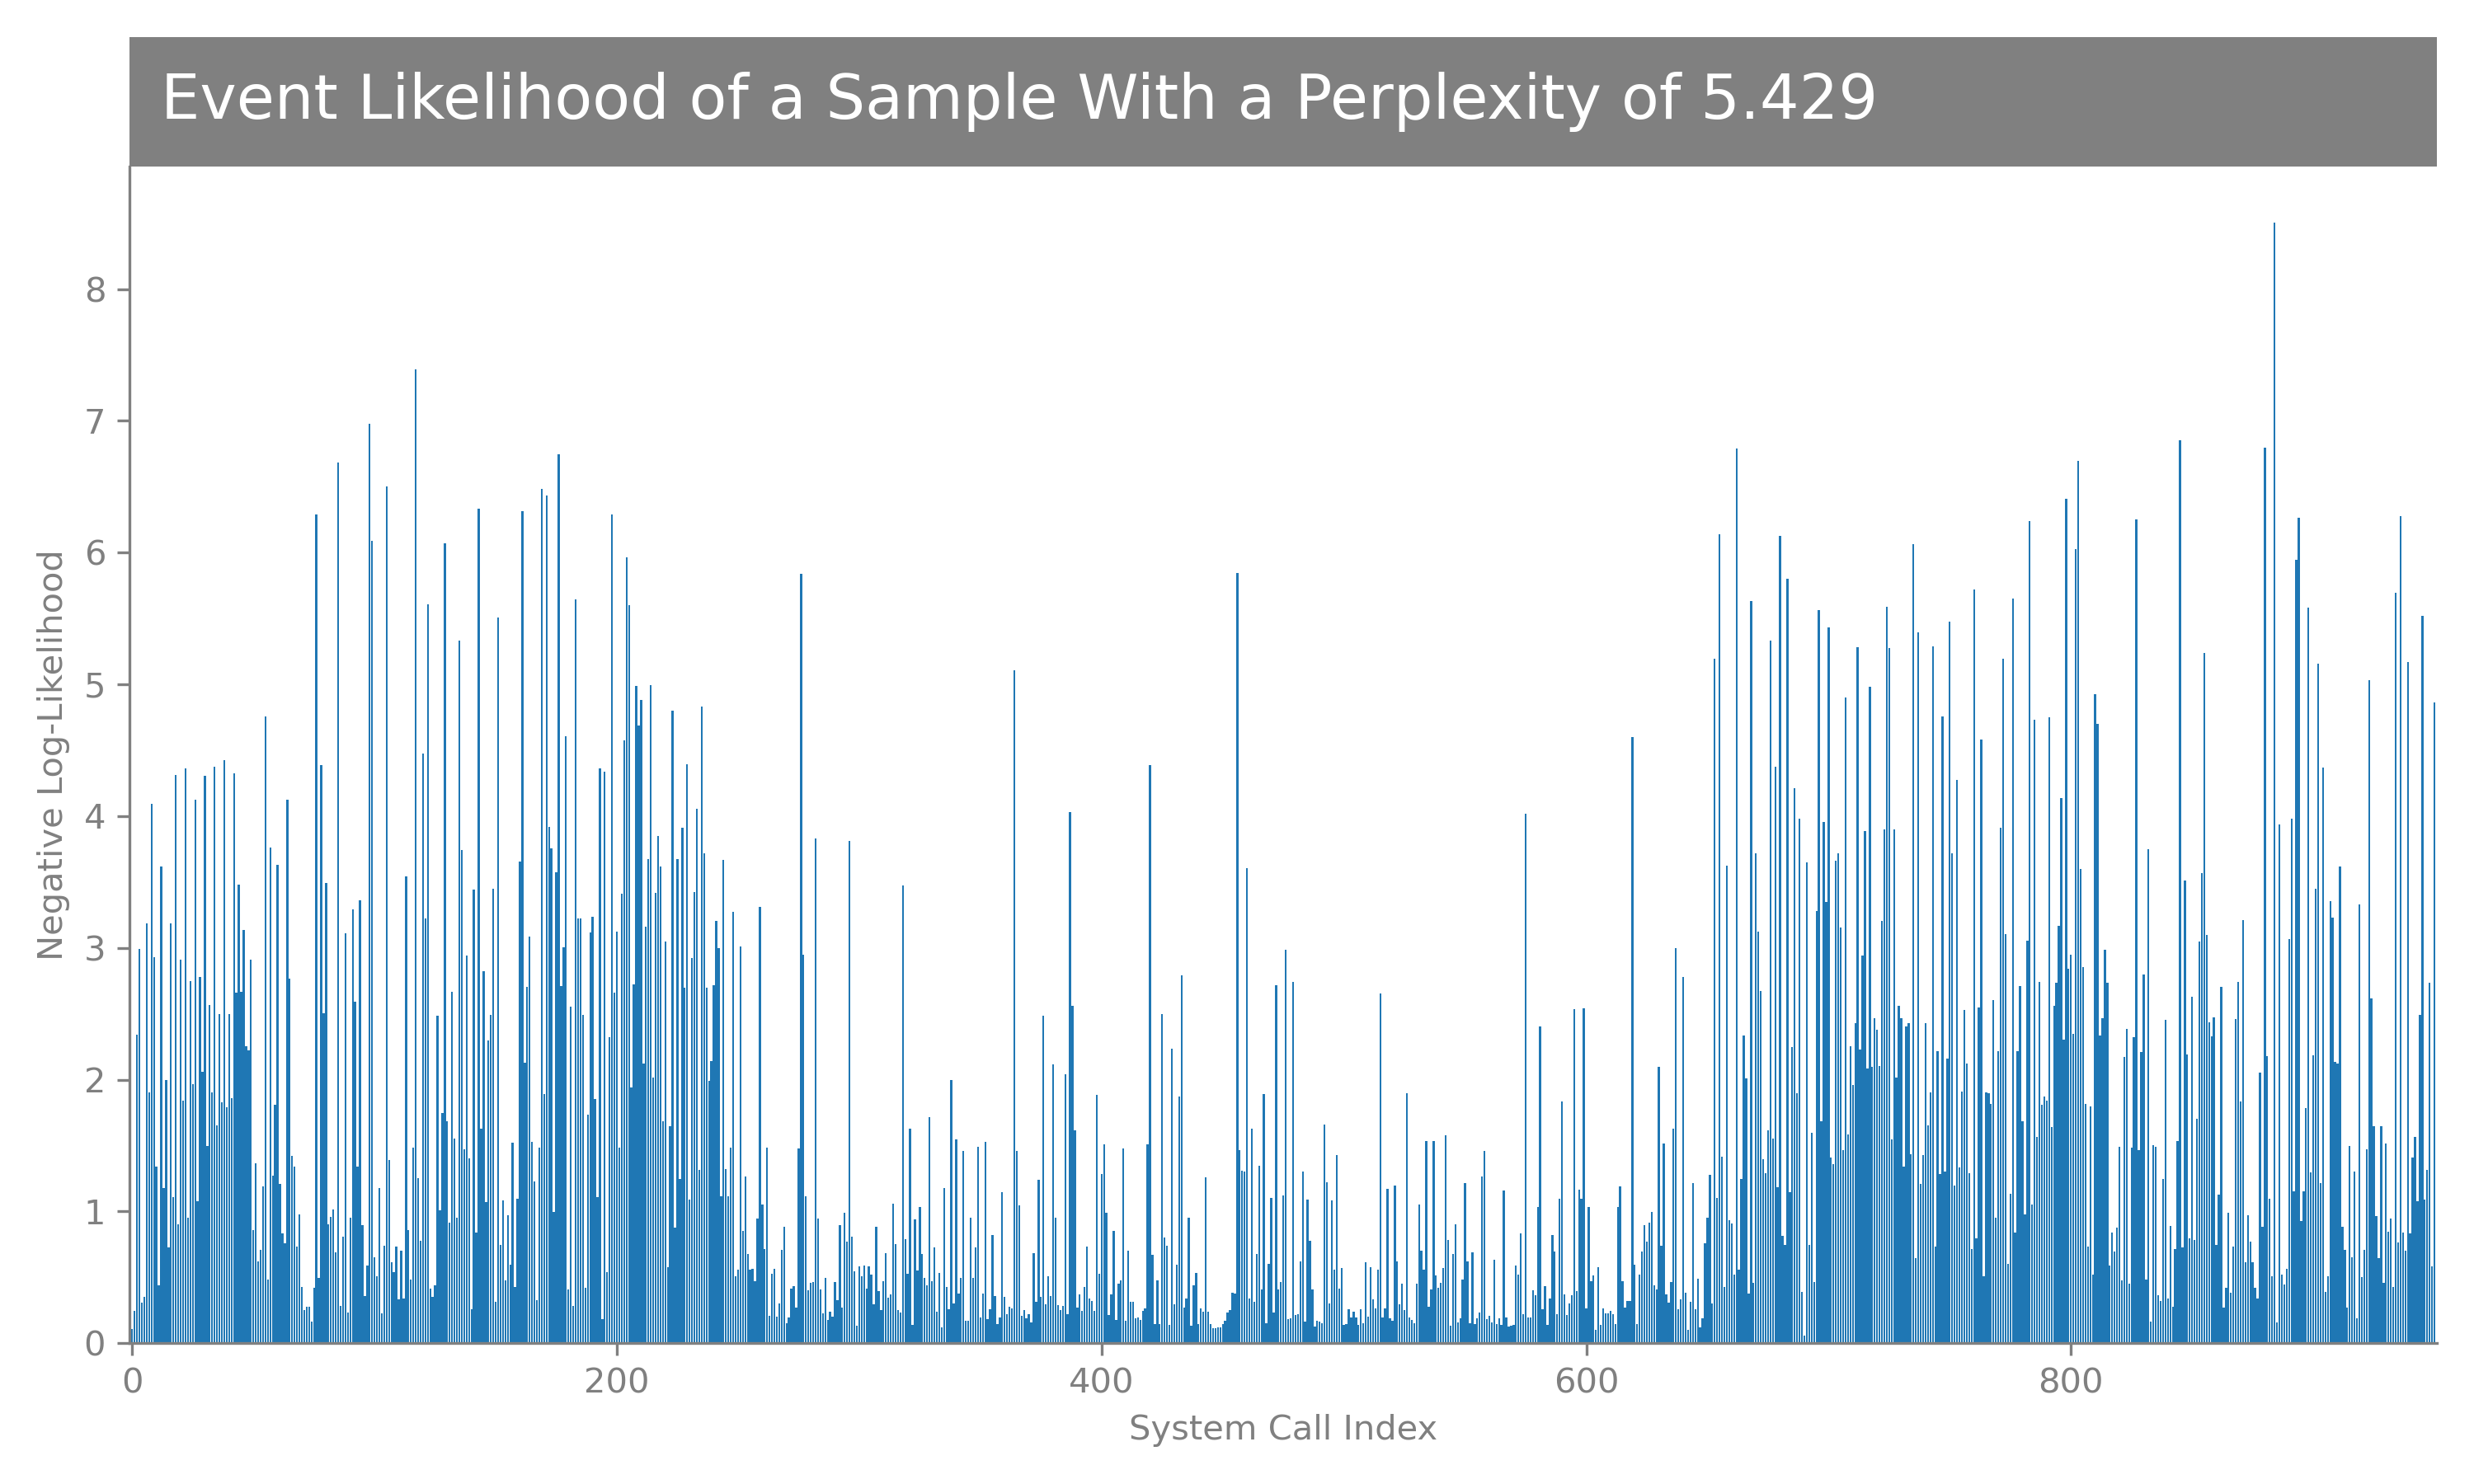 Event Likelihood of a Sample With a Perplexity of 5.429
8
7
6
5
4
3
2
1
0
Negative Log-Likelihood
0 200 400 600 800
System Call Index